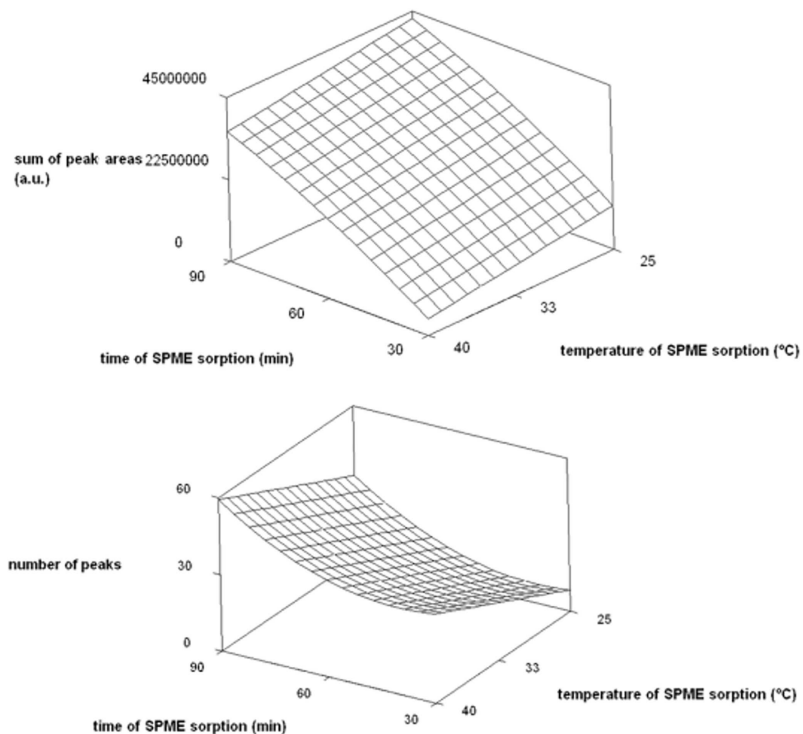 45000000
sum of peak areas 22500000
(a.u.)
0
90
60
30
40
33
25
time of SPME sorption (min)
temperature of SPME sorption (ºC)
60
number of peaks
30
0
90
60
30
40
33
25
time of SPME sorption (min)
temperature of SPME sorption (ºC)